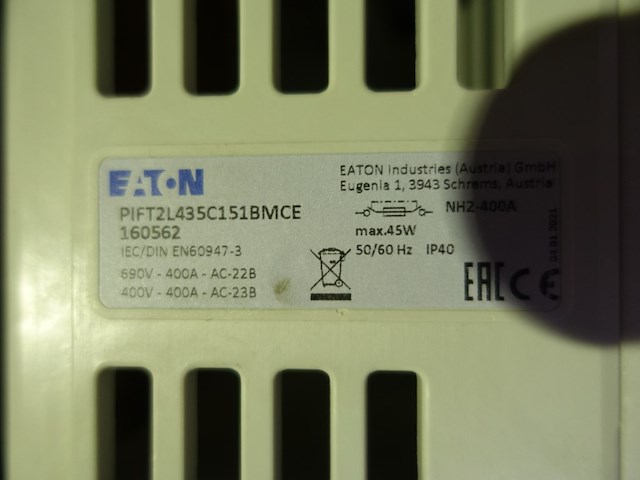 EATON
EATON Industries (Austria) GmbH
Eugenia 1, 3943 Schrems, Austria
PIFT2L435C151BMCE
160562
IEC/DIN EN60947-3
690V - 400A - AC-22B
400V - 400A - AC-23B
NH2-400A
max.45W
50/60 Hz IP40
EAC CE